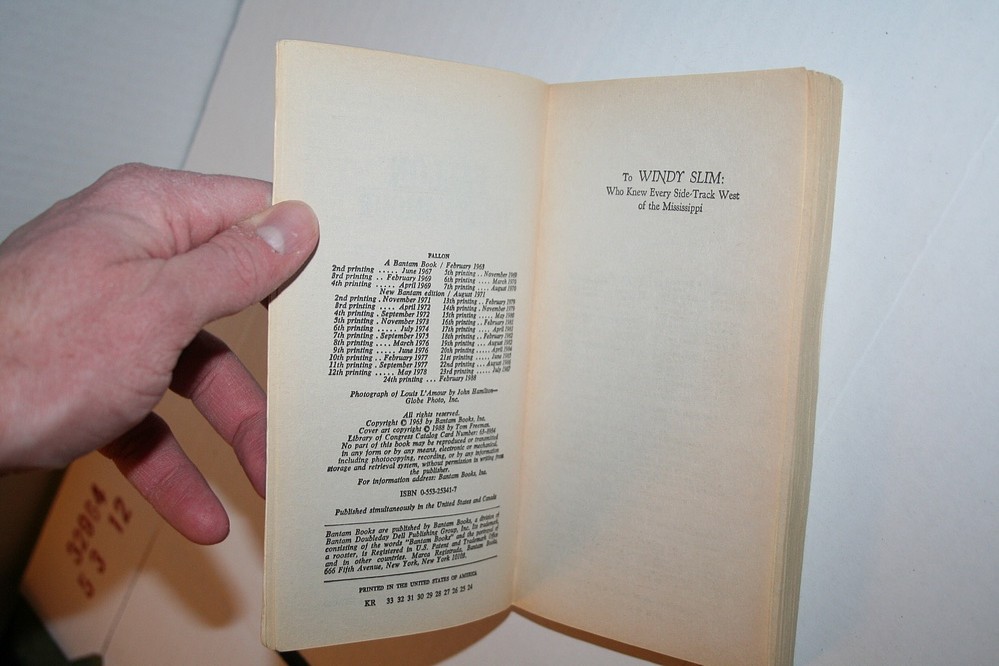 FALLON
A Bantam Book / February 1963
2nd printing ..... June 1967 5th printing .. November 1969
3rd printing .. February 1969 6th printing .... March 1970
4th printing ..... April 1969 7th printing ... August 1970
New Bantam edition / August 1971
2nd printing . November 1971 13th printing . February 1979
3rd printing ..... April 1972 14th printing . November 1979
4th printing . September 1972 15th printing ..... May 1980
5th printing . November 1973 16th printing .. February 1981
6th printing ..... July 1974 17th printing .... April 1981
7th printing . September 1975 18th printing .. February 1982
8th printing .... March 1976 19th printing ... August 1982
9th printing ..... June 1976 20th printing .... April 1984
10th printing .. February 1977 21st printing .... June 1985
11th printing . September 1977 22nd printing ... August 1986
12th printing ..... May 1978 23rd printing ..... July 1987
24th printing ... February 1988
Photograph of Louis L'Amour by John Hamilton—
Globe Photo, Inc.
All rights reserved.
Copyright © 1963 by Bantam Books, Inc.
Cover art copyright © 1988 by Tom Freeman.
Library of Congress Catalog Card Number: 63-8984
No part of this book may be reproduced or transmitted
in any form or by any means, electronic or mechanical,
including photocopying, recording, or by any information
storage and retrieval system, without permission in writing from
the publisher.
For information address: Bantam Books, Inc.
ISBN 0-553-25341-7
Published simultaneously in the United States and Canada
Bantam Books are published by Bantam Books, a division of
Bantam Doubleday Dell Publishing Group, Inc. Its trademark,
consisting of the words "Bantam Books" and the portrayal of
a rooster, is Registered in U.S. Patent and Trademark Office
and in other countries. Marca Registrada. Bantam Books,
666 Fifth Avenue, New York, New York 10103.
PRINTED IN THE UNITED STATES OF AMERICA
KR 33 32 31 30 29 28 27 26 25 24
To WINDY SLIM:
Who Knew Every Side-Track West
of the Mississippi
32984
53 12